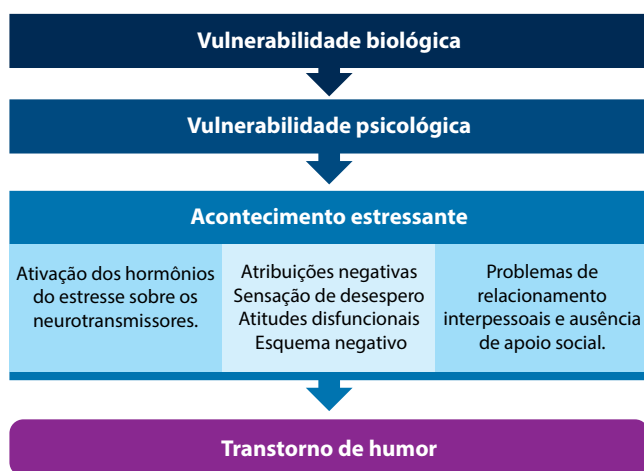 Vulnerabilidade biológica
Vulnerabilidade psicológica
Acontecimento estressante
Ativação dos hormônios
do estresse sobre os
neurotransmissores.
Atribuições negativas
Sensação de desespero
Atitudes disfuncionais
Esquema negativo
Problemas de
relacionamento
interpessoais e ausência
de apoio social.
Transtorno de humor